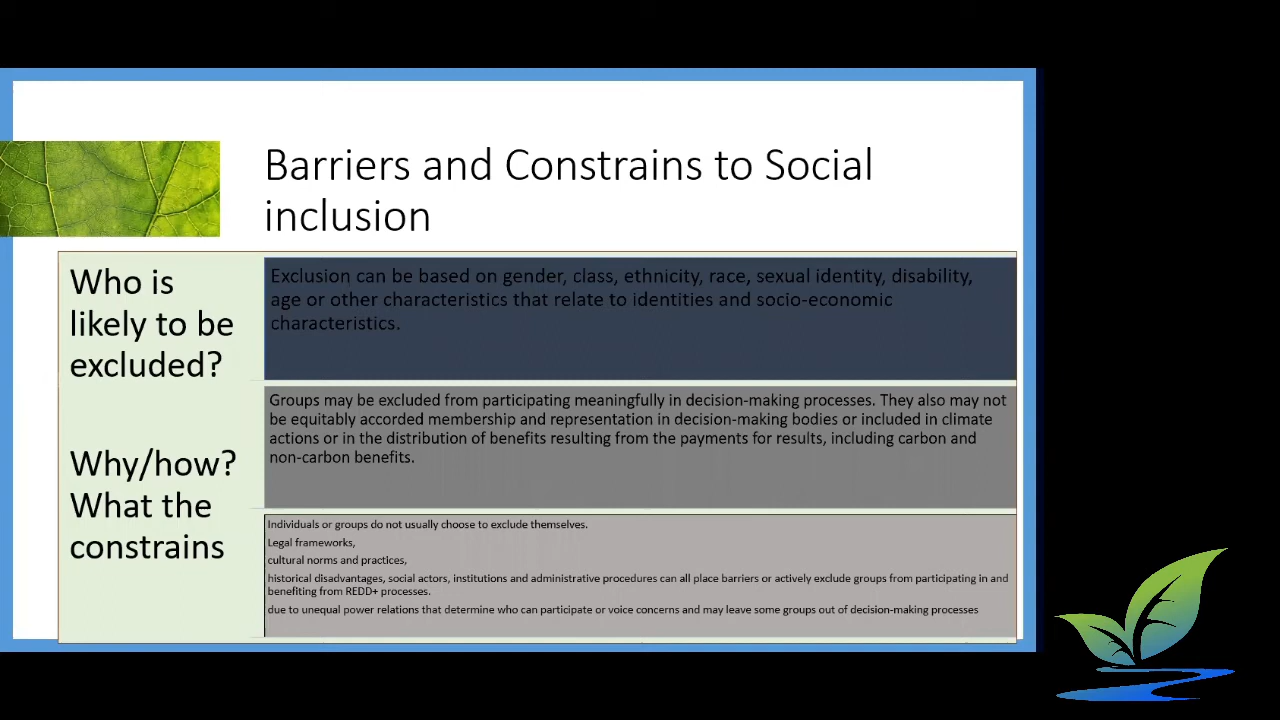 Barriers and Constrains to Social
inclusion
Who is
likely to be
excluded?
Exclusion can be based on gender, class, ethnicity, race, sexual identity, disability,
age or other characteristics that relate to identities and socio-economic
characteristics.
Groups may be excluded from participating meaningfully in decision-making processes. They also may not
be equitably accorded membership and representation in decision-making bodies or included in climate
actions or in the distribution of benefits resulting from the payments for results, including carbon and
non-carbon benefits.
Why/how?
What the
constrains
Individuals or groups do not usually choose to exclude themselves.
Legal frameworks,
cultural norms and practices,
historical disadvantages, social actors, institutions and administrative procedures can all place barriers or actively exclude groups from participating in and
benefiting from REDD+ processes.
due to unequal power relations that determine who can participate or voice concerns and may leave some groups out of decision-making processes